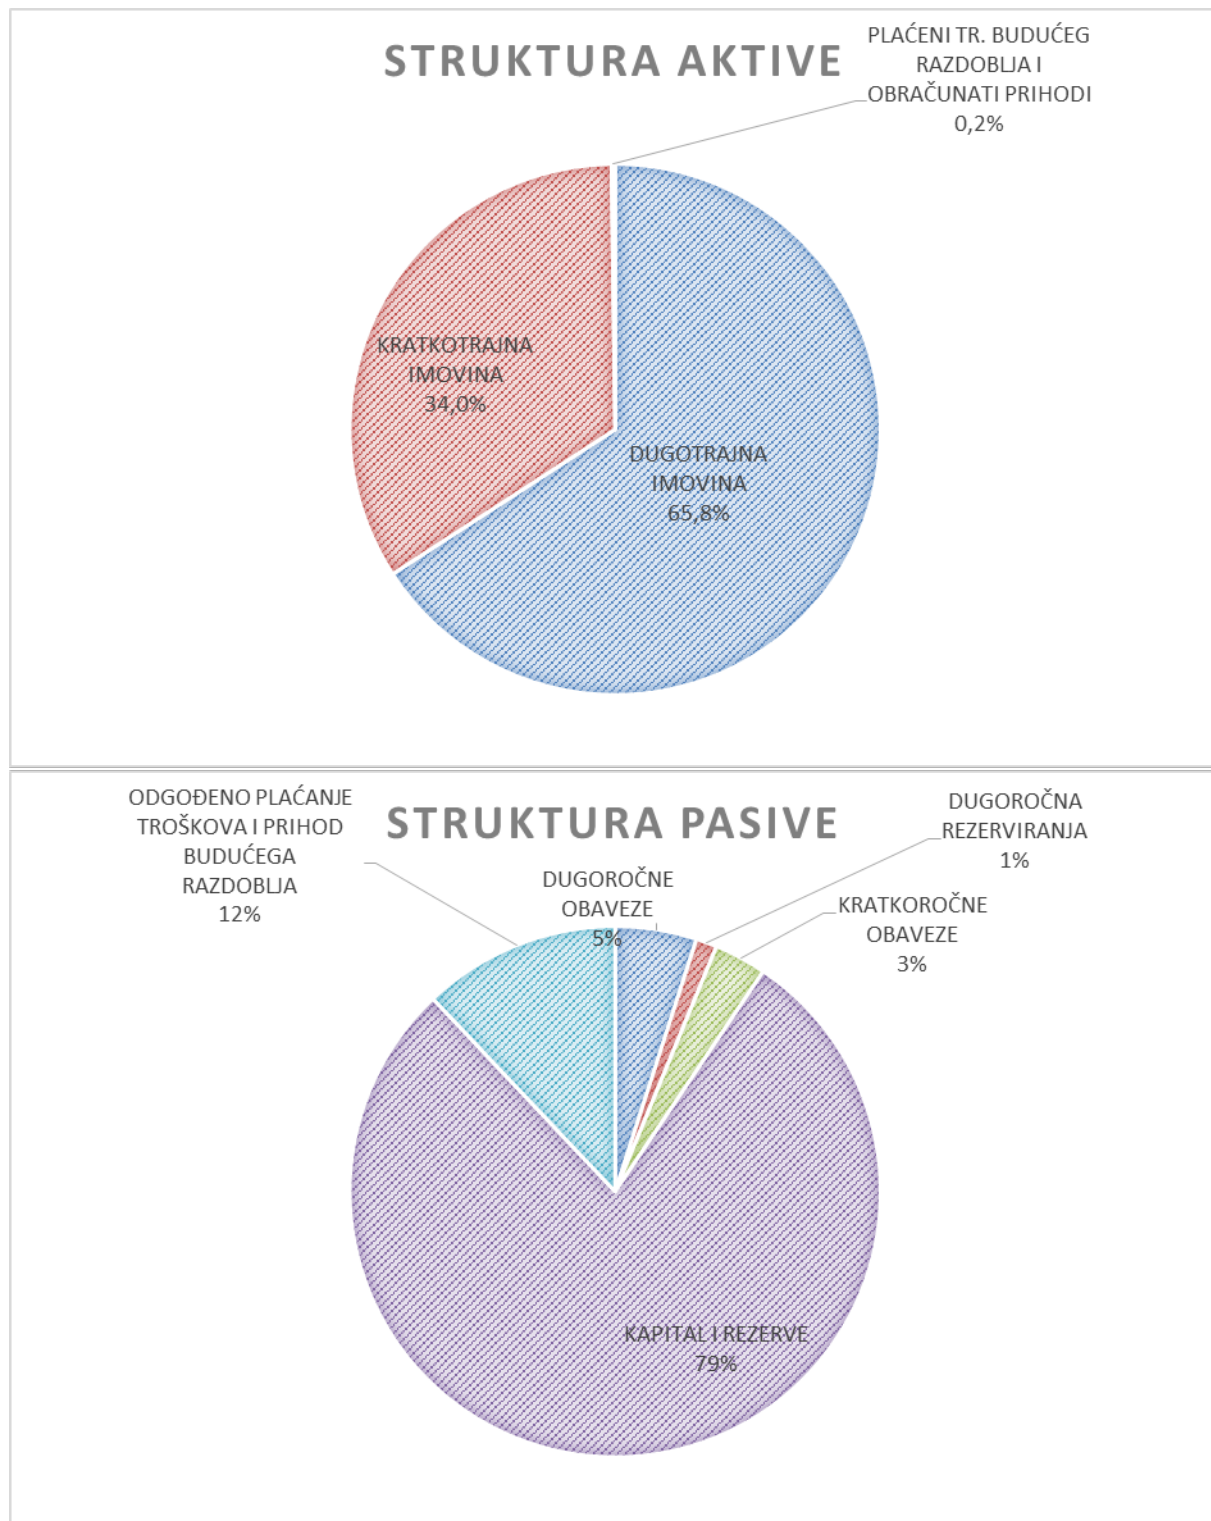 STRUKTURA AKTIVE
PLAĆENI TR. BUDUĆEG
RAZDOBLJA I
OBRAČUNATI PRIHODI
0,2%
KRATKOTRAJNA
IMOVINA
34,0%
DUGOTRAJNA
IMOVINA
65,8%
STRUKTURA PASIVE
ODGOĐENO PLAĆANJE
TROŠKOVA I PRIHOD
BUDUĆEGA
RAZDOBLJA
12%
DUGOROČNE
OBAVEZE
5%
DUGOROČNA
REZERVIRANJA
1%
KRATKOROČNE
OBAVEZE
3%
KAPITAL I REZERVE
79%